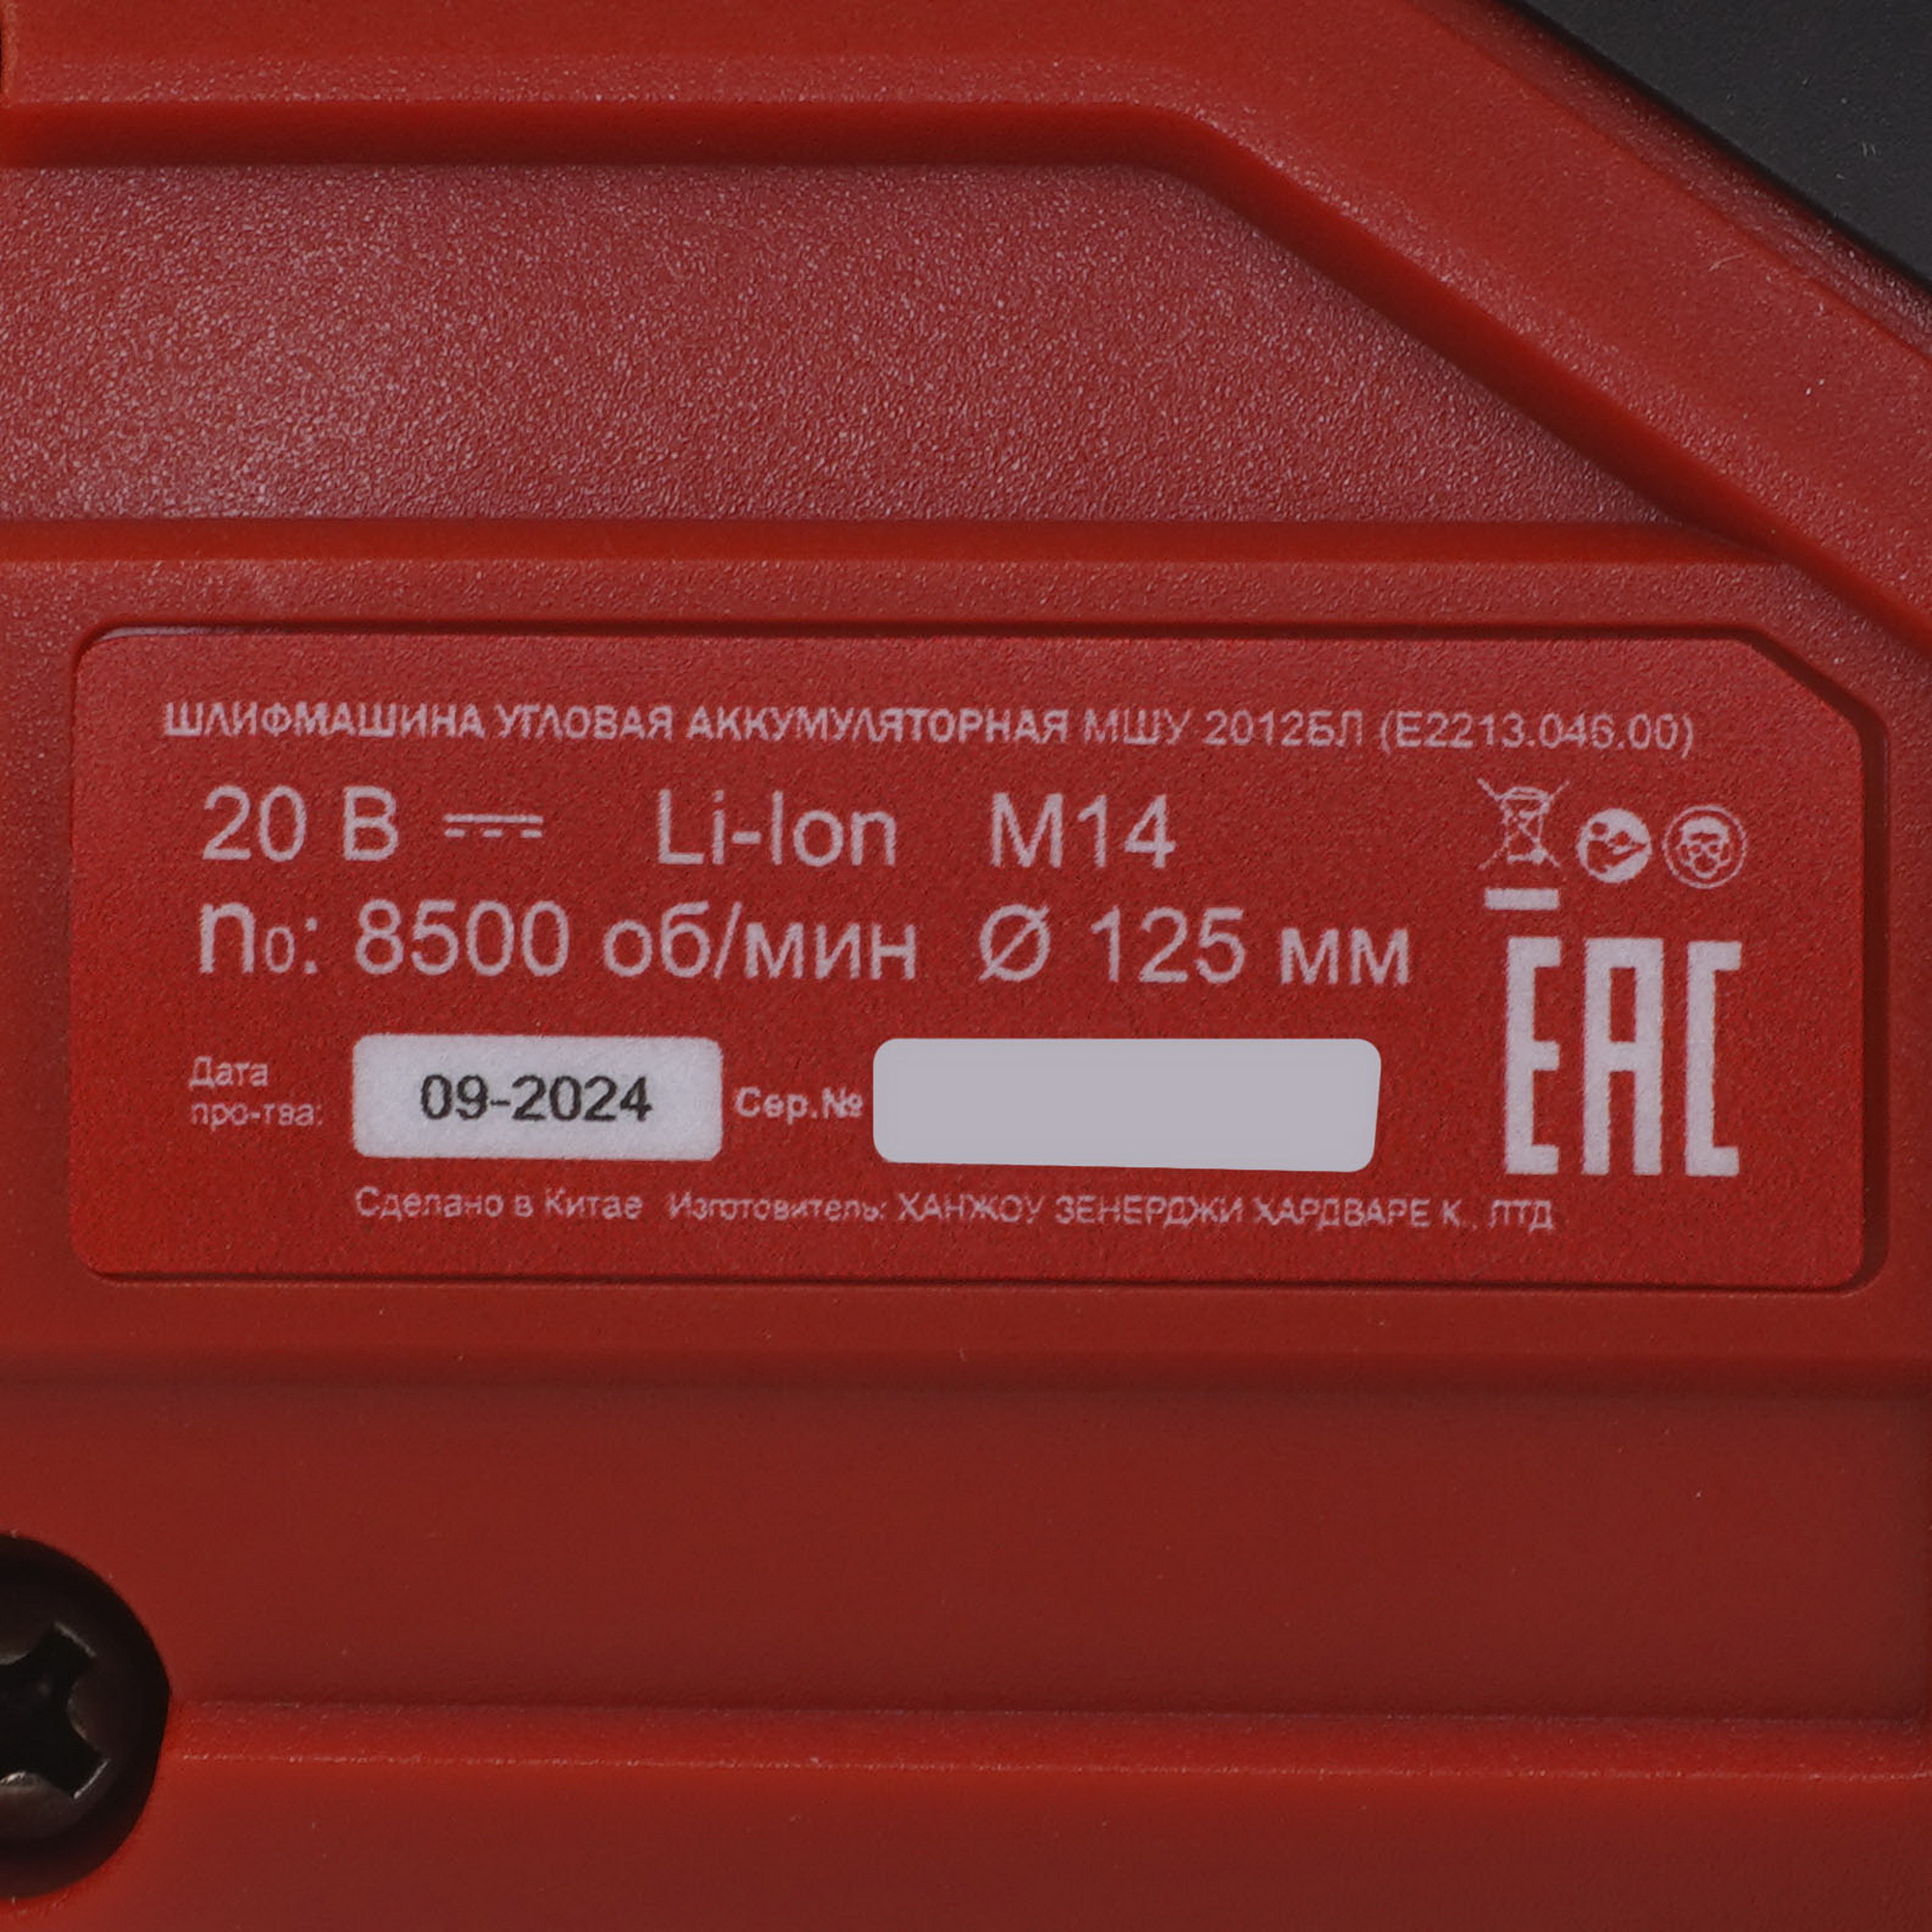 ШЛИФМАШИНА УГЛОВАЯ АККУМУЛЯТОРНАЯ МШУ 2012БЛ (E2213.046.00)
20 В Li-Ion M14
n0: 8500 об/мин Ø 125 мм
EAC
Дата
про-тва:
09-2024 Сер.№
Сделано в Китае Изготовитель: ХАНЖОУ ЗЕНЕРДЖИ ХАРДВАРЕ К., ЛТД